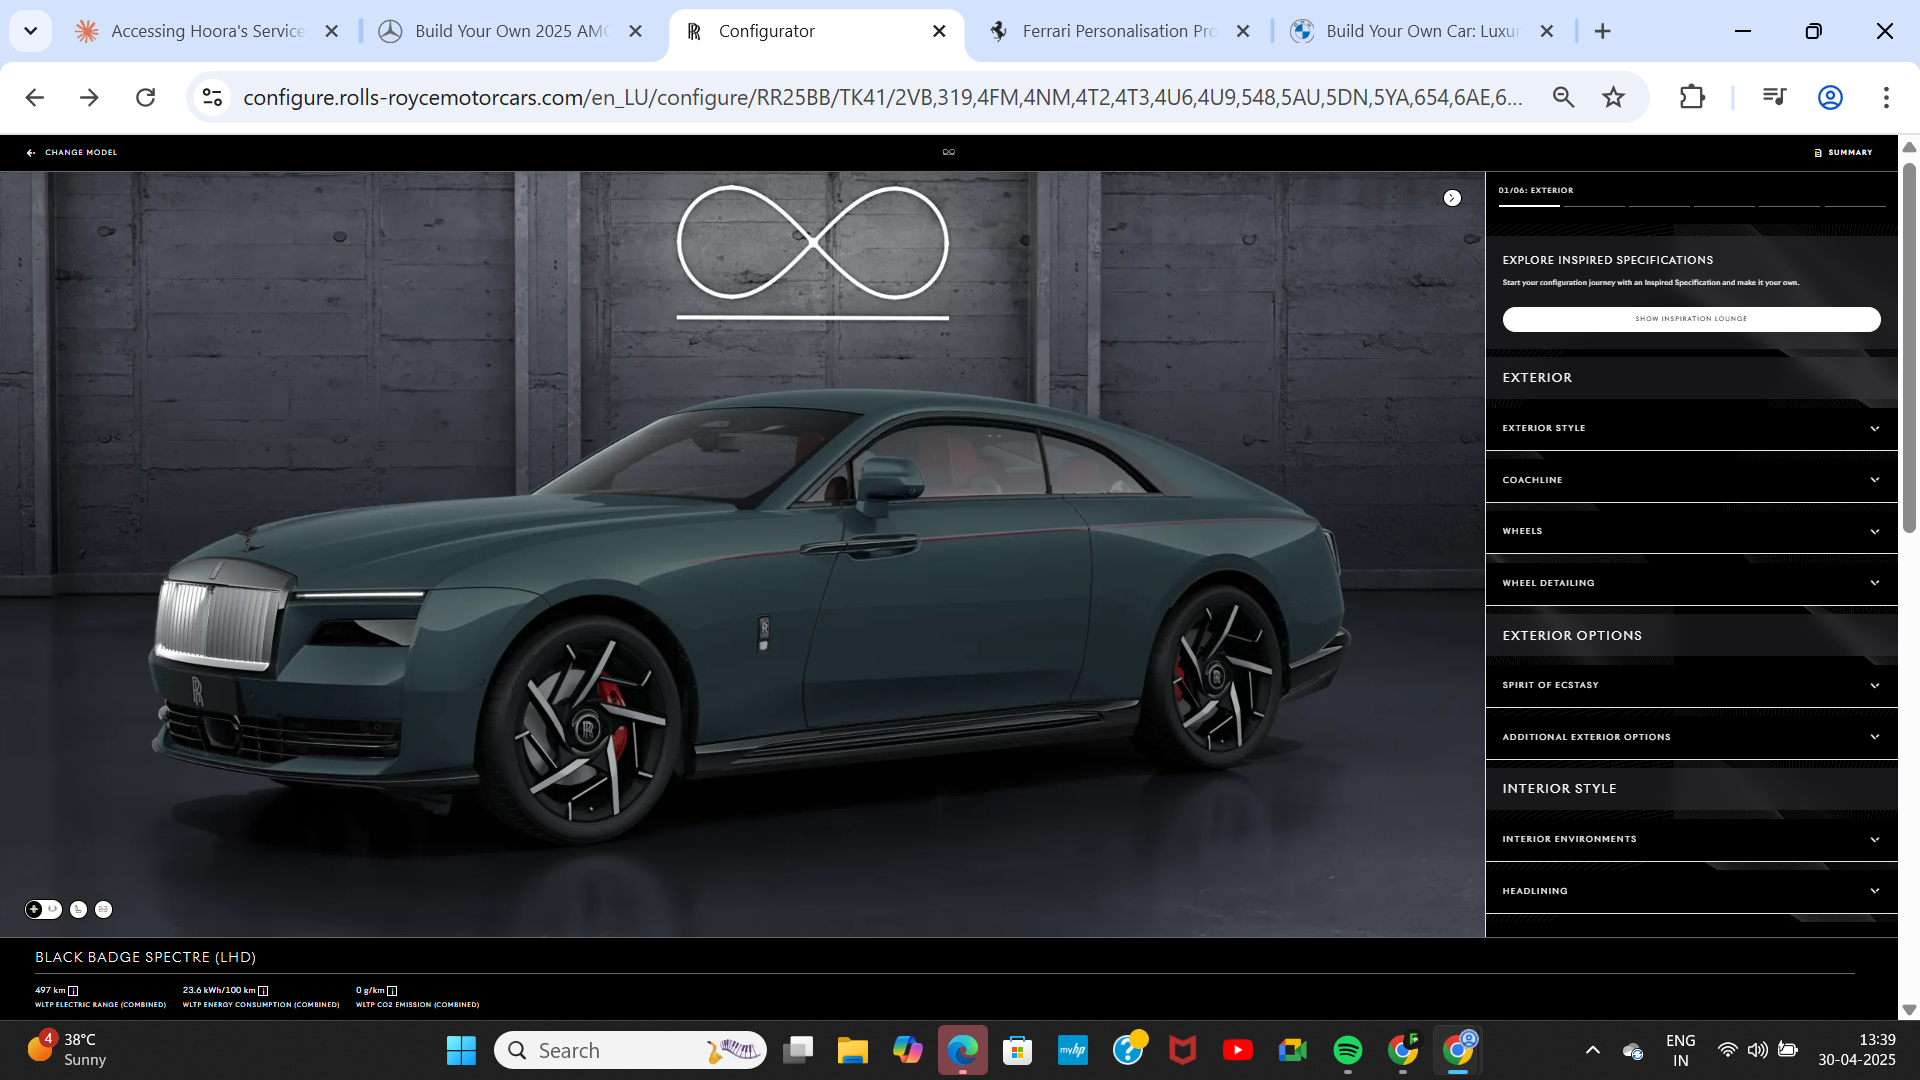 Accessing Hoora's Service
Build Your Own 2025 AMG
Configurator
Ferrari Personalisation Pro
Build Your Own Car: Luxur
configure.rolls-roycemotorcars.com/en_LU/configure/RR25BB/TK41/2VB,319,4FM,4NM,4T2,4T3,4U6,4U9,548,5AU,5DN,5YA,654,6AE,6...
CHANGE MODEL
SUMMARY
01/06: EXTERIOR
EXPLORE INSPIRED SPECIFICATIONS
Start your configuration journey with an Inspired Specification and make it your own.
SHOW INSPIRATION LOUNGE
EXTERIOR
EXTERIOR STYLE
COACHLINE
WHEELS
WHEEL DETAILING
EXTERIOR OPTIONS
SPIRIT OF ECSTASY
ADDITIONAL EXTERIOR OPTIONS
INTERIOR STYLE
INTERIOR ENVIRONMENTS
HEADLINING
BLACK BADGE SPECTRE (LHD)
497 km
WLTP ELECTRIC RANGE (COMBINED)
23.6 kWh/100 km
WLTP ENERGY CONSUMPTION (COMBINED)
0 g/km
WLTP CO2 EMISSION (COMBINED)
4
38°C
Sunny
Search
myhp
F
ENG
IN
13:39
30-04-2025